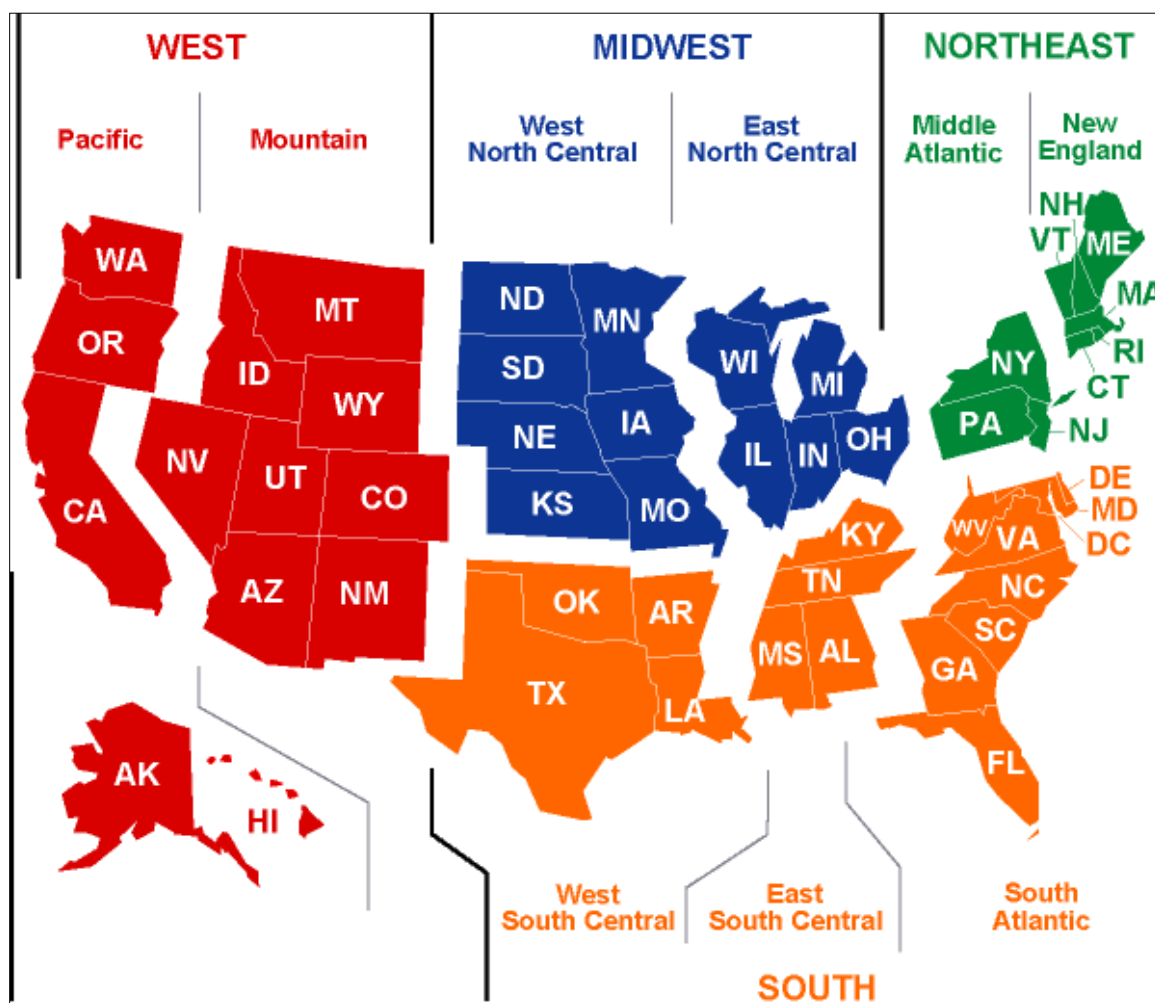 WEST
MIDWEST
NORTHEAST
Pacific
Mountain
West
North Central
East
North Central
Middle
Atlantic
New
England
WA
OR
CA
NV
ID
MT
WY
UT
CO
AZ
NM
AK
HI
ND
SD
NE
KS
MN
IA
MO
WI
MI
IL
IN
OH
NH
VT
ME
MA
RI
CT
NY
PA
NJ
DE
MD
DC
WV
VA
NC
SC
GA
FL
KY
TN
MS
AL
OK
AR
TX
LA
West
South Central
East
South Central
South
Atlantic
SOUTH